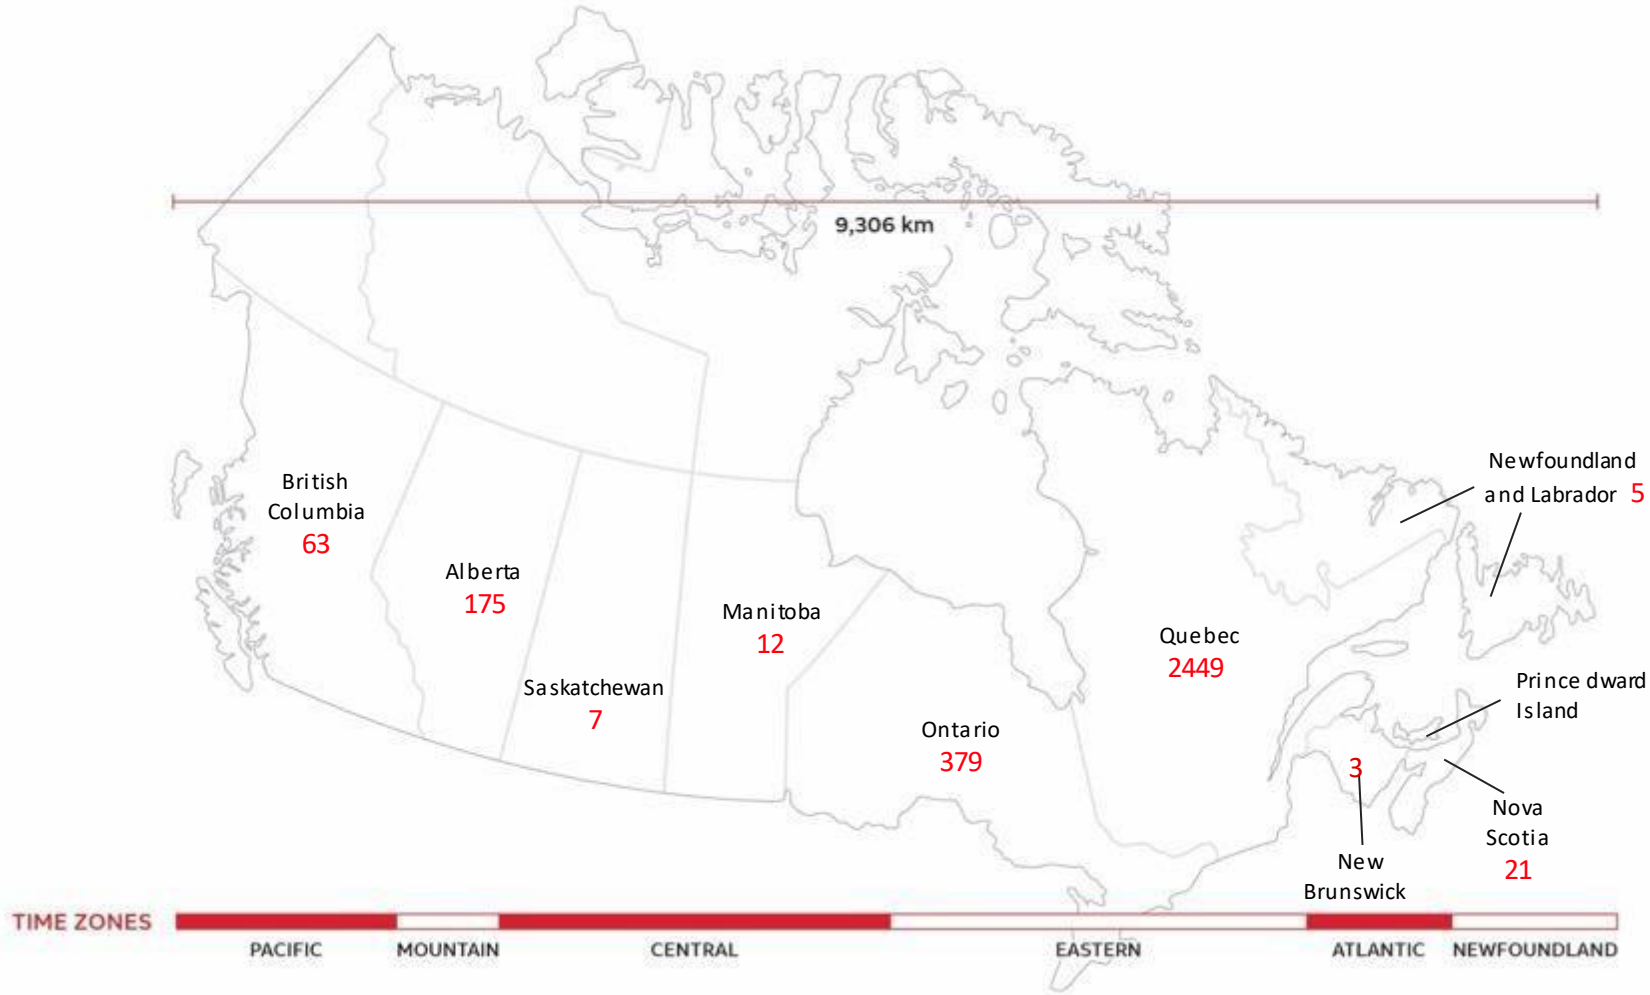 9,306 km
British
Columbia
63
Alberta
175
Saskatchewan
7
Manitoba
12
Ontario
379
Quebec
2449
Newfoundland
and Labrador 5
Prince dward
Island
3
New
Brunswick
Nova
Scotia
21
TIME ZONES
PACIFIC MOUNTAIN CENTRAL EASTERN ATLANTIC NEWFOUNDLAND